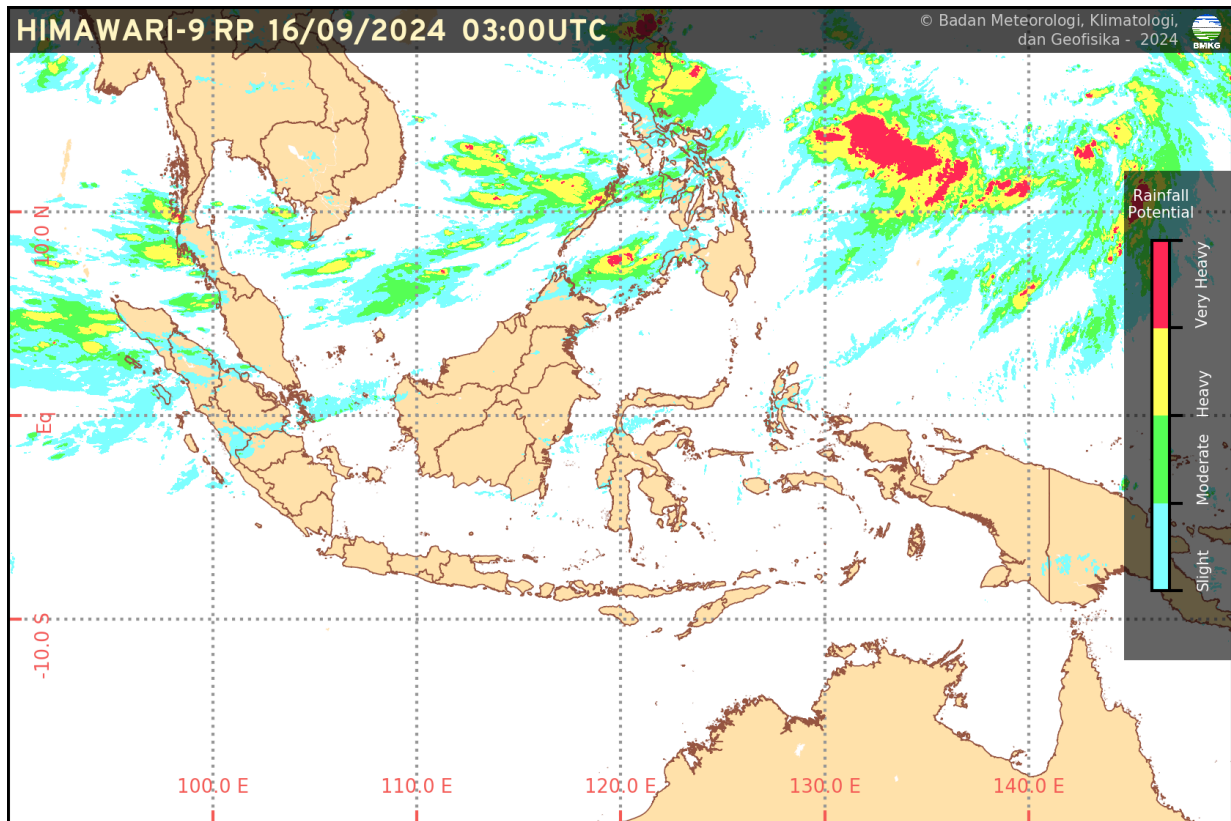 HIMAWARI-9 RP 16/09/2024 03:00UTC
© Badan Meteorologi, Klimatologi,
dan Geofisika - 2024
BMKG
Rainfall
Potential
Very Heavy
Heavy
Moderate
Slight
10.0 N
Eq
-10.0 S
100.0 E
110.0 E
120.0 E
130.0 E
140.0 E